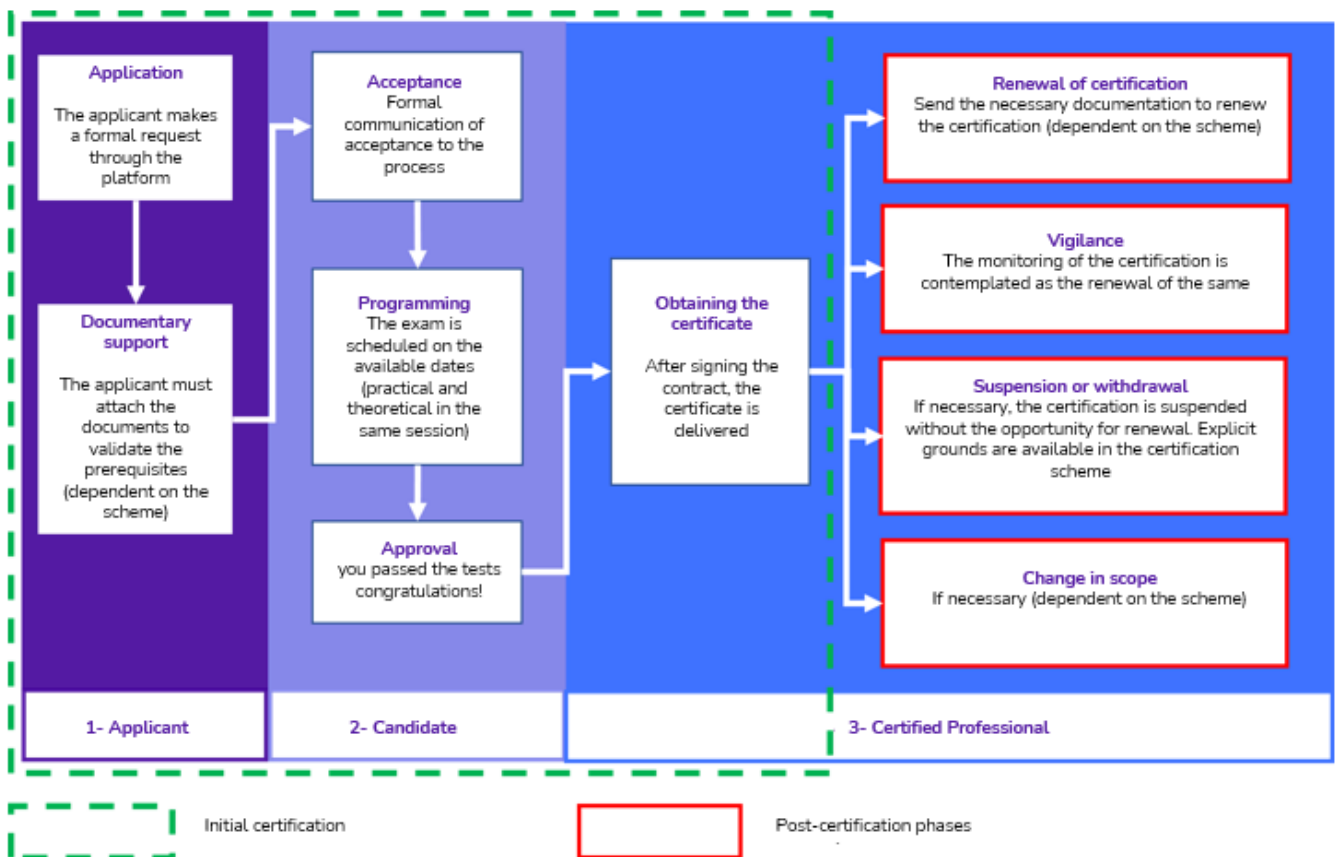 Application
The applicant makes
a formal request
through the
platform
Documentary
support
The applicant must
attach the
documents to
validate the
prerequisites
(dependent on the
scheme)
Acceptance
Formal
communication of
acceptance to the
process
Programming
The exam is
scheduled on the
available dates
(practical and
theoretical in the
same session)
Approval
you passed the tests
congratulations!
Obtaining the
certificate
After signing the
contract, the
certificate is
delivered
Renewal of certification
Send the necessary documentation to renew
the certification (dependent on the scheme)
Vigilance
The monitoring of the certification is
contemplated as the renewal of the same
Suspension or withdrawal
If necessary, the certification is suspended
without the opportunity for renewal. Explicit
grounds are available in the certification
scheme
Change in scope
If necessary (dependent on the scheme)
1- Applicant
2- Candidate
3- Certified Professional
Initial certification
Post-certification phases